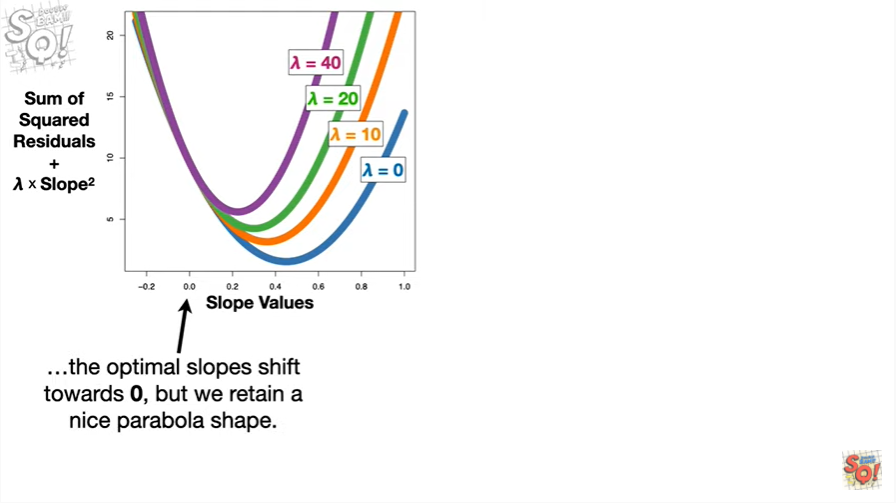 20
15
10
5
Sum of
Squared
Residuals
+
λ × Slope²
λ = 40
λ = 20
λ = 10
λ = 0
-0.2 0.0 0.2 0.4 0.6 0.8 1.0
Slope Values
…the optimal slopes shift
towards 0, but we retain a
nice parabola shape.